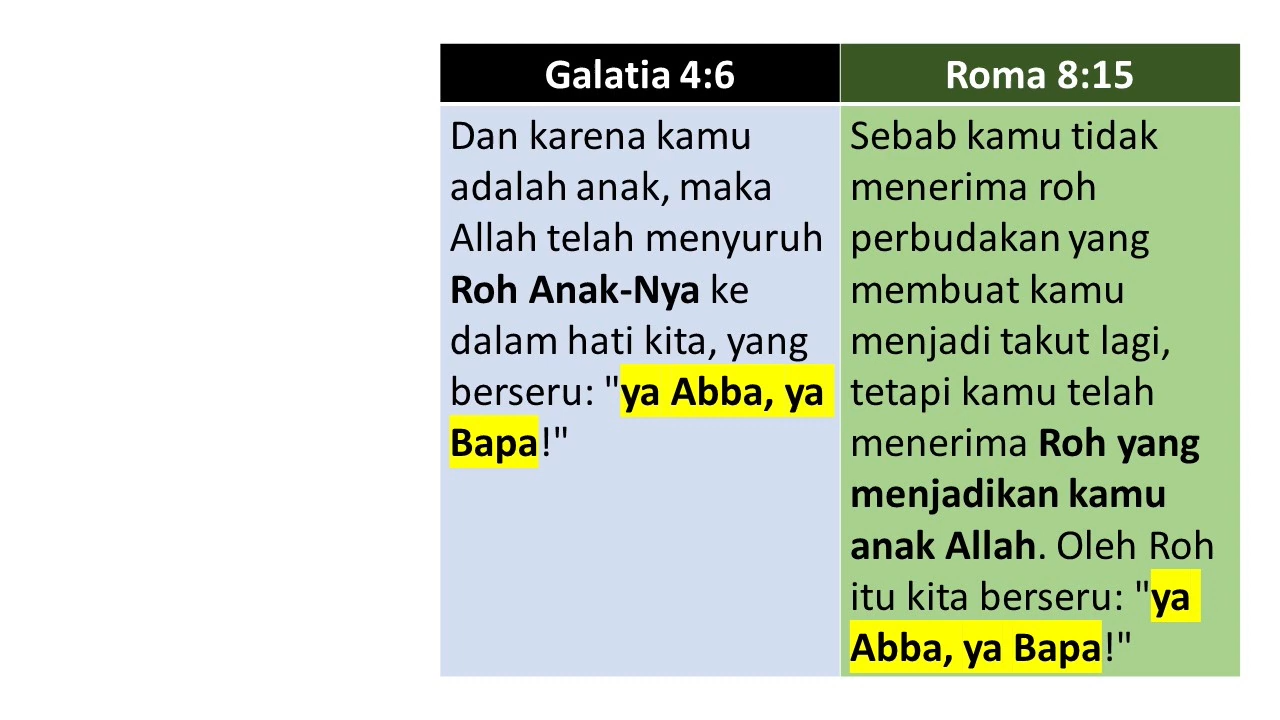 Galatia 4:6
Dan karena kamu
adalah anak, maka
Allah telah menyuruh
Roh Anak-Nya ke
dalam hati kita, yang
berseru: "ya Abba, ya
Bapa!"
Roma 8:15
Sebab kamu tidak
menerima roh
perbudakan yang
membuat kamu
menjadi takut lagi,
tetapi kamu telah
menerima Roh yang
menjadikan kamu
anak Allah. Oleh Roh
itu kita berseru: "ya
Abba, ya Bapa!"